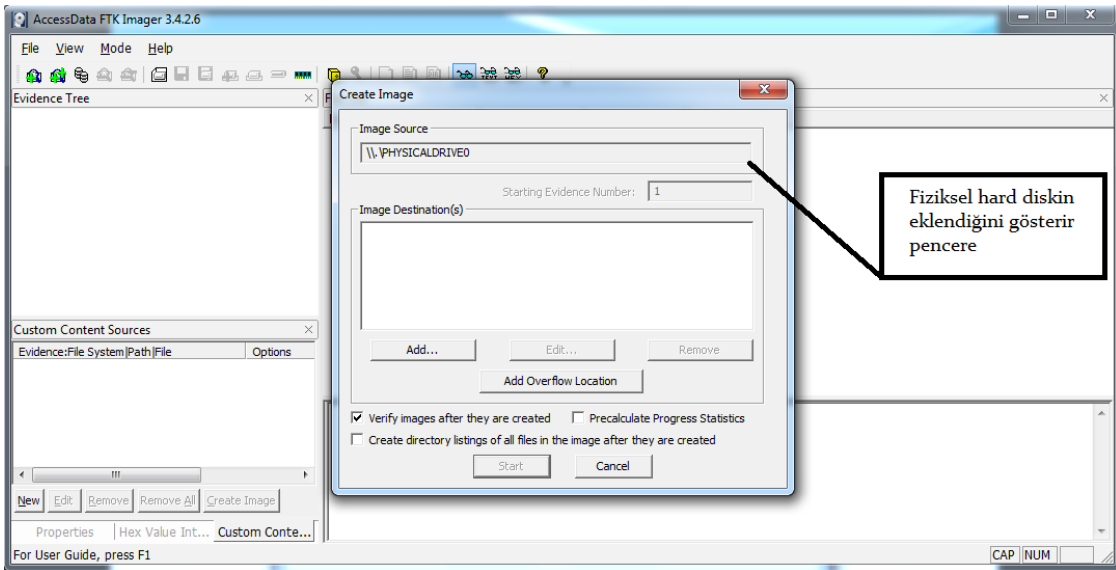 AccessData FTK Imager 3.4.2.6
File View Mode Help
Evidence Tree
Create Image
Image Source
\\.\PHYSICALDRIVE0
Starting Evidence Number: 1
Image Destination(s)
Add... Edit... Remove
Add Overflow Location
Verify images after they are created Precalculate Progress Statistics
Create directory listings of all files in the image after they are created
Start Cancel
Fiziksel hard diskin
eklendiğini gösterir
pencere
Custom Content Sources
Evidence:File System|Path|File Options
New Edit Remove Remove All Create Image
Properties Hex Value Int... Custom Conte...
For User Guide, press F1
CAP NUM